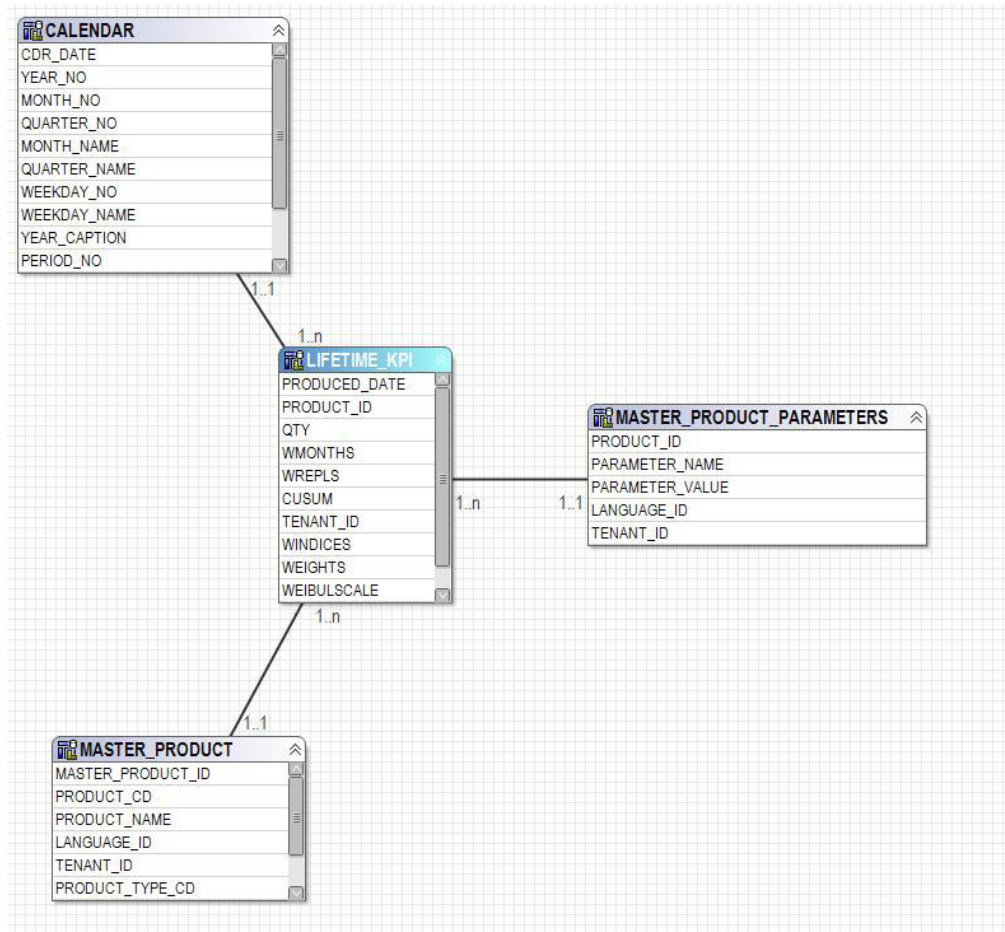 CALENDAR
CDR_DATE
YEAR_NO
MONTH_NO
QUARTER_NO
MONTH_NAME
QUARTER_NAME
WEEKDAY_NO
WEEKDAY_NAME
YEAR_CAPTION
PERIOD_NO
1..1
1..n
LIFETIME_KPI
PRODUCED_DATE
PRODUCT_ID
QTY
WMONTHS
WREPLS
CUSUM
TENANT_ID
WINDICES
WEIGHTS
WEIBULSCALE
1..n
1..1
MASTER_PRODUCT_PARAMETERS
PRODUCT_ID
PARAMETER_NAME
PARAMETER_VALUE
LANGUAGE_ID
TENANT_ID
1..n
1..1
MASTER_PRODUCT
MASTER_PRODUCT_ID
PRODUCT_CD
PRODUCT_NAME
LANGUAGE_ID
TENANT_ID
PRODUCT_TYPE_CD